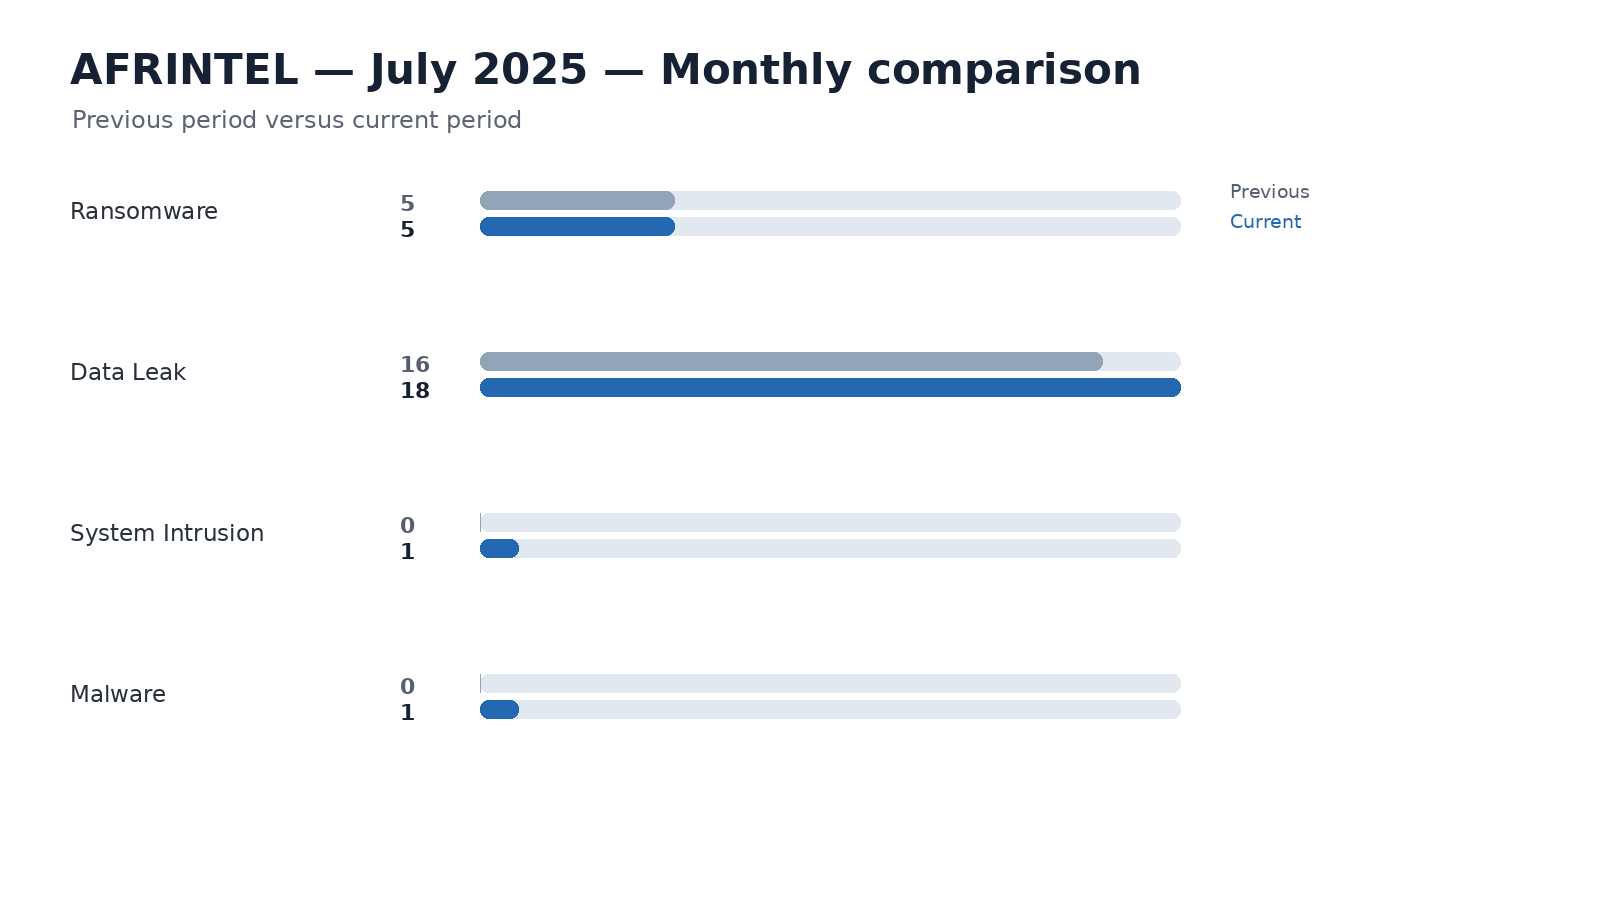 AFRINTEL — July 2025 — Monthly comparison
Previous period versus current period
Ransomware
5
5
Previous
Current
Data Leak
16
18
System Intrusion
0
1
Malware
0
1